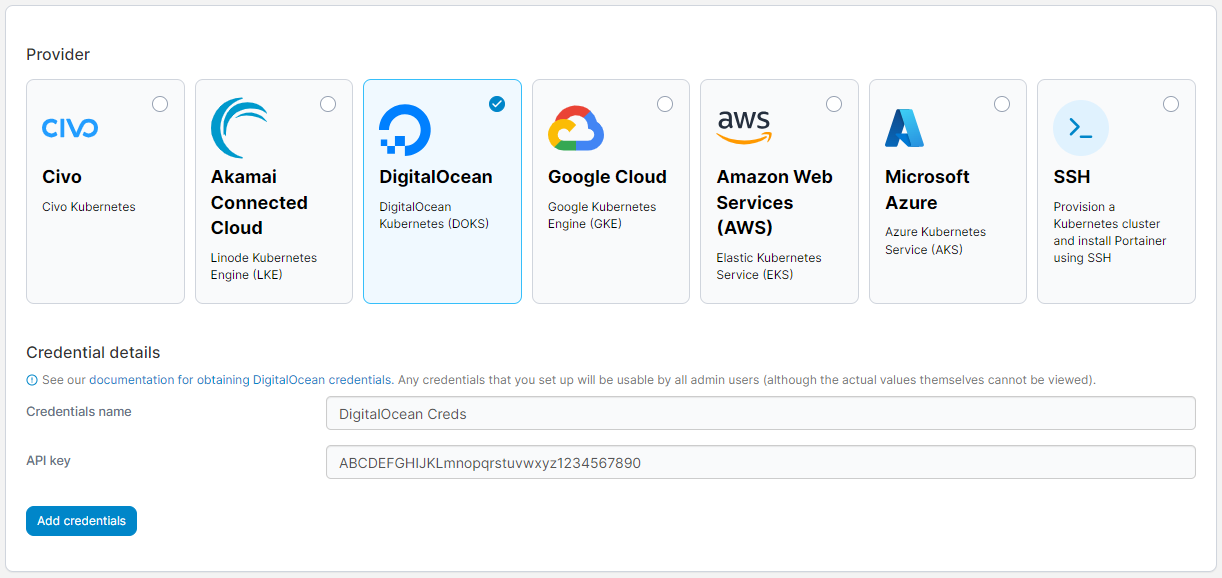 Provider
CIVO
Civo
Civo Kubernetes
Akamai
Connected
Cloud
Linode Kubernetes
Engine (LKE)
DigitalOcean
DigitalOcean
Kubernetes (DOKS)
Google Cloud
Google Kubernetes
Engine (GKE)
aws
Amazon Web
Services
(AWS)
Elastic Kubernetes
Service (EKS)
Microsoft
Azure
Azure Kubernetes
Service (AKS)
SSH
Provision a
Kubernetes cluster
and install Portainer
using SSH
Credential details
See our documentation for obtaining DigitalOcean credentials. Any credentials that you set up will be usable by all admin users (although the actual values themselves cannot be viewed).
Credentials name
DigitalOcean Creds
API key
ABCDEFGHIJKLmnopqrstuvwxyz1234567890
Add credentials